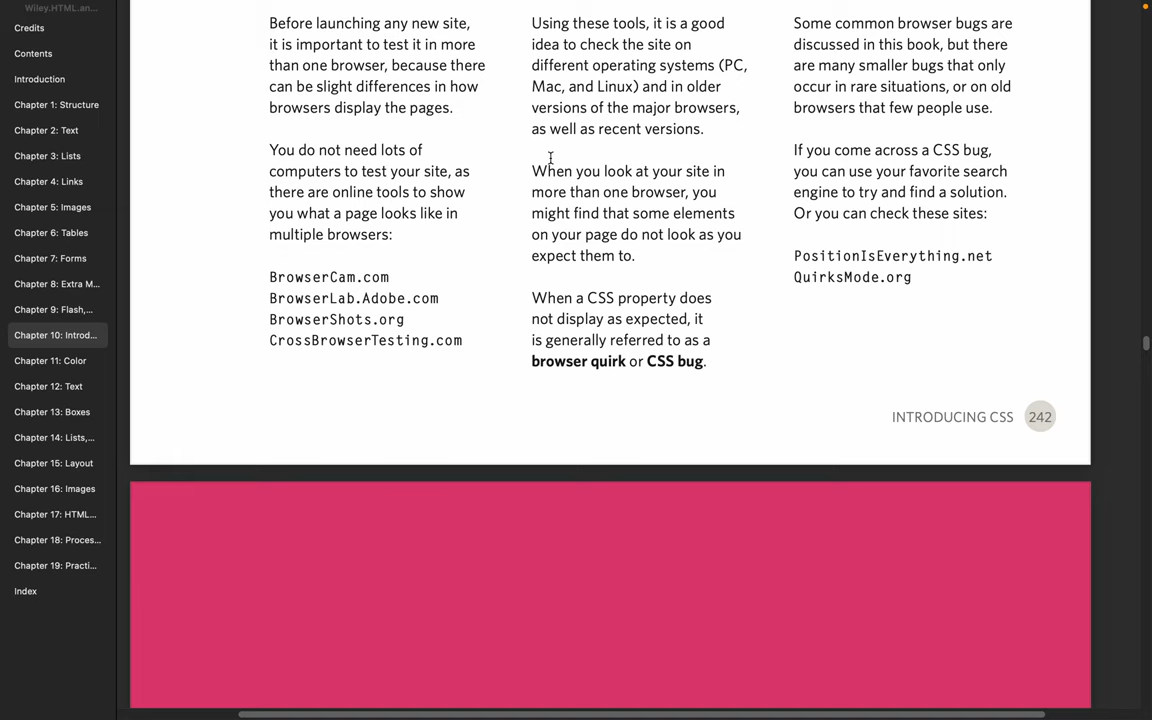 Wiley.HTML.an...
Credits
Contents
Introduction
Chapter 1: Structure
Chapter 2: Text
Chapter 3: Lists
Chapter 4: Links
Chapter 5: Images
Chapter 6: Tables
Chapter 7: Forms
Chapter 8: Extra M...
Chapter 9: Flash,...
Chapter 10: Introd...
Chapter 11: Color
Chapter 12: Text
Chapter 13: Boxes
Chapter 14: Lists,...
Chapter 15: Layout
Chapter 16: Images
Chapter 17: HTML...
Chapter 18: Proces...
Chapter 19: Practi...
Index
Before launching any new site,
it is important to test it in more
than one browser, because there
can be slight differences in how
browsers display the pages.
You do not need lots of
computers to test your site, as
there are online tools to show
you what a page looks like in
multiple browsers:
BrowserCam.com
BrowserLab.Adobe.com
BrowserShots.org
CrossBrowserTesting.com
Using these tools, it is a good
idea to check the site on
different operating systems (PC,
Mac, and Linux) and in older
versions of the major browsers,
as well as recent versions.
When you look at your site in
more than one browser, you
might find that some elements
on your page do not look as you
expect them to.
When a CSS property does
not display as expected, it
is generally referred to as a
browser quirk or CSS bug.
Some common browser bugs are
discussed in this book, but there
are many smaller bugs that only
occur in rare situations, or on old
browsers that few people use.
If you come across a CSS bug,
you can use your favorite search
engine to try and find a solution.
Or you can check these sites:
PositionIsEverything.net
QuirksMode.org
INTRODUCING CSS 242